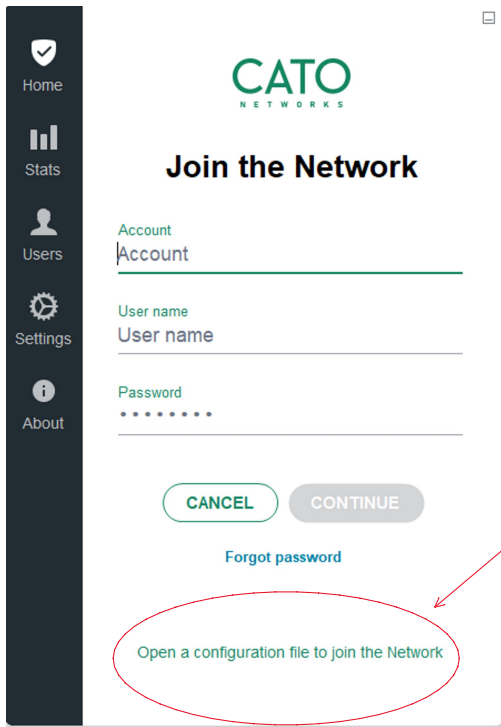 Home
Stats
Users
Settings
About
CATO
NETWORKS
Join the Network
Account
Account
User name
User name
Password
CANCEL
CONTINUE
Forgot password
Open a configuration file to join the Network